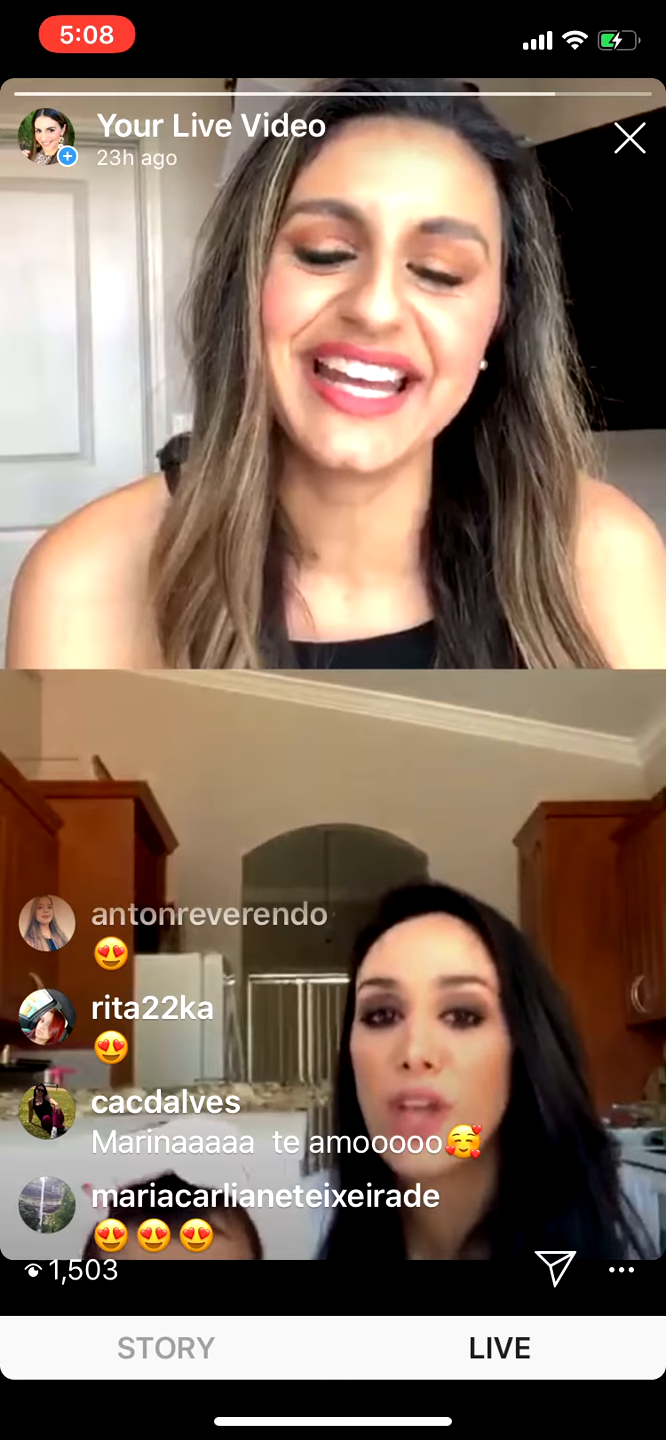 5:08
Your Live Video
23h ago
antonreverendo
😍
rita22ka
😍
cacdalves
Marinaaaaa te amooooo🥰
mariacarlianeteixeirade
😍😍😍
1,503
STORY
LIVE